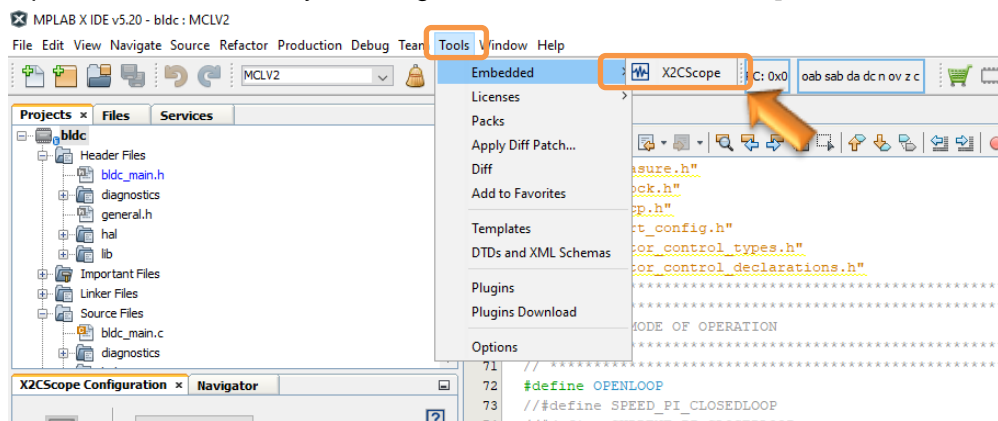 MPLAB X IDE v5.20 - bldc : MCLV2
File Edit View Navigate Source Refactor Production Debug Team Tools Window Help
MCLV2
C: 0x0
oab sab da dc n ov z c
Embedded
X2CScope
Licenses
Packs
Apply Diff Patch...
Diff
Add to Favorites
Templates
DTDs and XML Schemas
Plugins
Plugins Download
Options
Projects × Files Services
bldc
Header Files
bldc_main.h
diagnostics
general.h
hal
lib
Important Files
Linker Files
Source Files
bldc_main.c
diagnostics
X2CScope Configuration × Navigator
asure.h"
ock.h"
cp.h"
rt_config.h"
tor_control_types.h"
tor_control_declarations.h"
MODE OF OPERATION
71 // ****************************************************
72 #define OPENLOOP
73 //#define SPEED_PI_CLOSEDLOOP